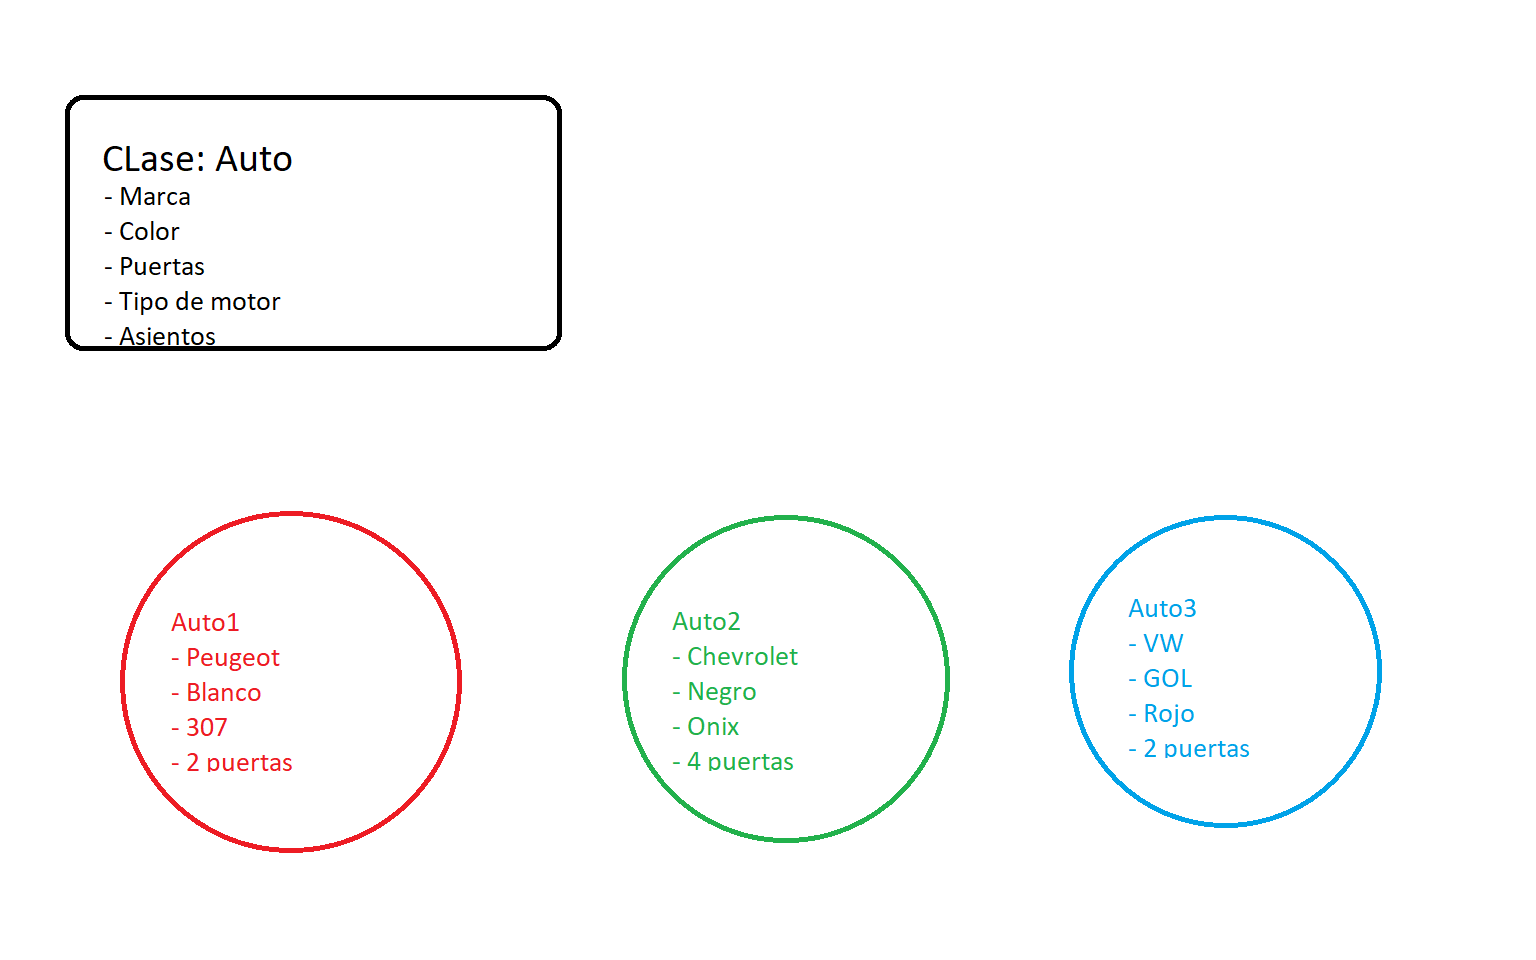 CLase: Auto
- Marca
- Color
- Puertas
- Tipo de motor
- Asientos
Auto1
- Peugeot
- Blanco
- 307
- 2 puertas
Auto2
- Chevrolet
- Negro
- Onix
- 4 puertas
Auto3
- VW
- GOL
- Rojo
- 2 puertas